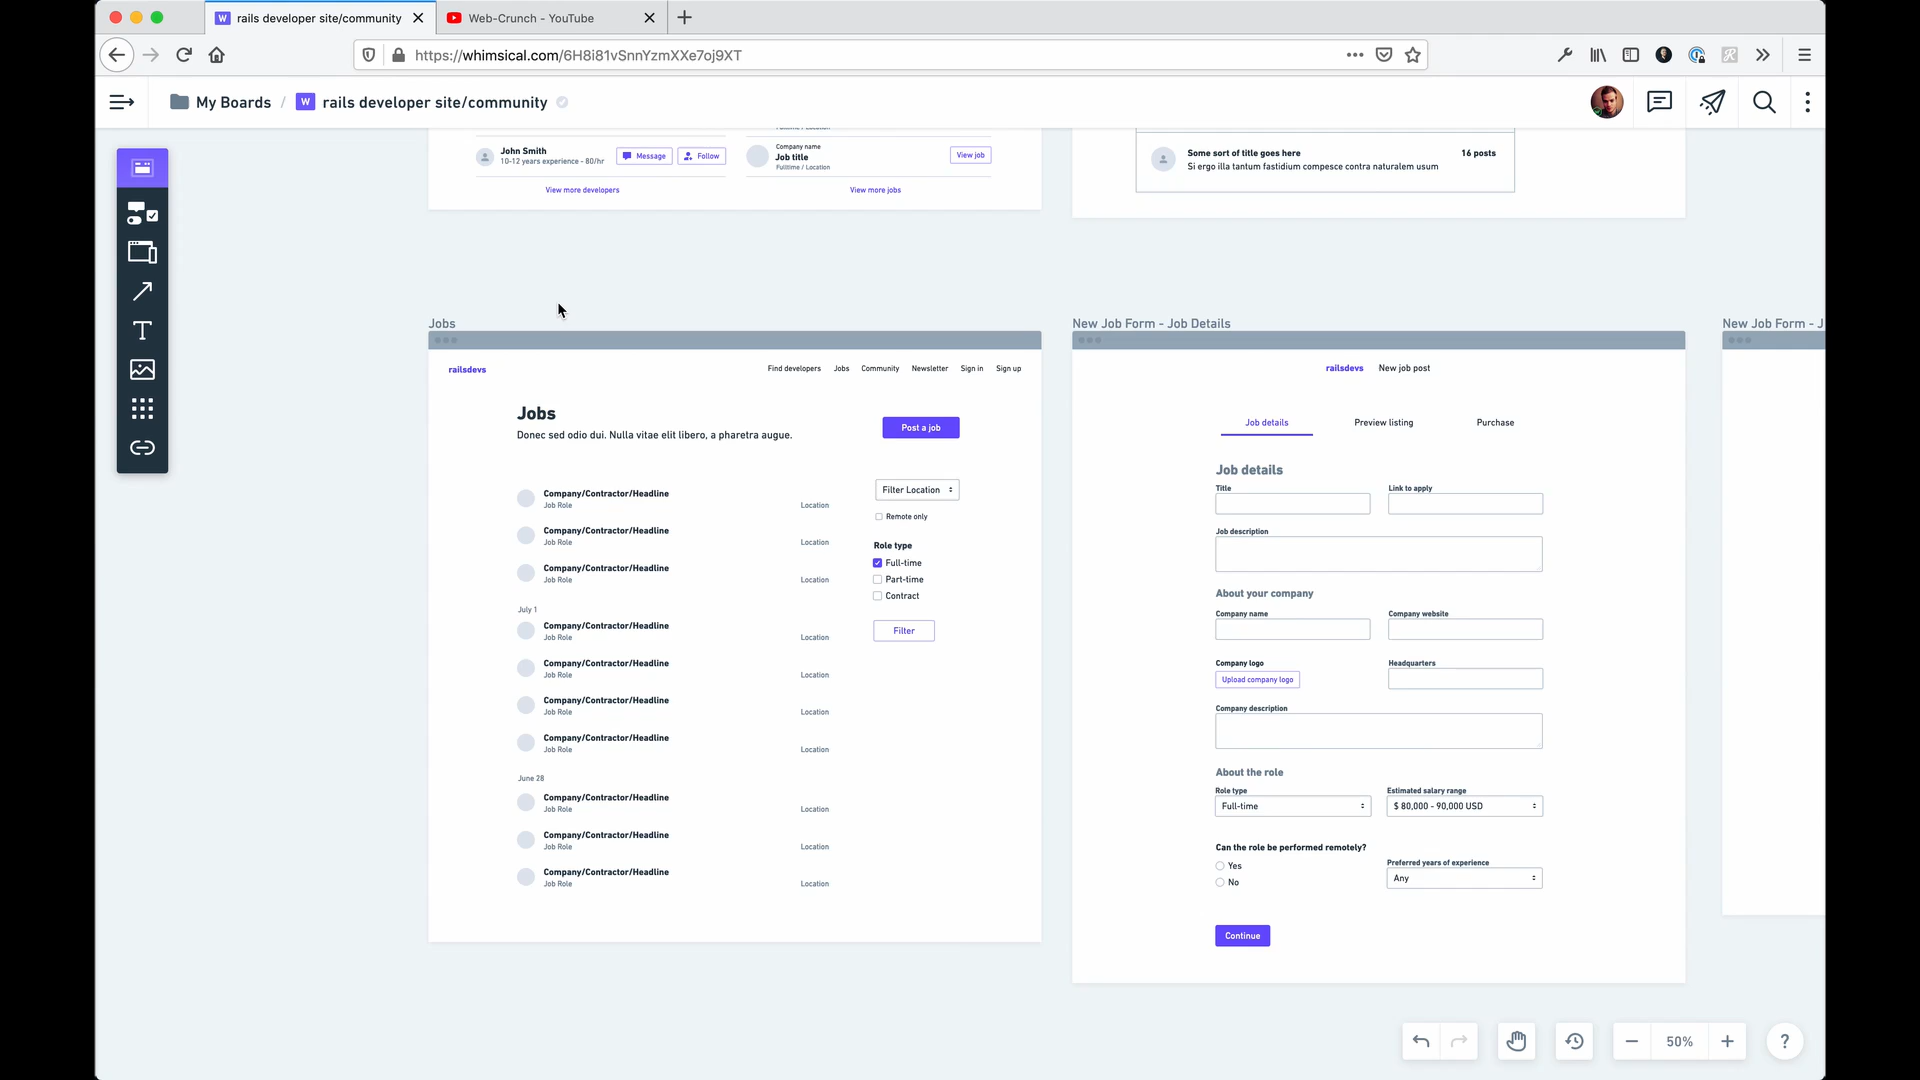 rails developer site/community
Web-Crunch - YouTube
https://whimsical.com/6H8i81vSnnYzmXXe7oj9XT
My Boards / rails developer site/community
John Smith
10-12 years experience - 80/hr
Message
Follow
View more developers
Fulltime / Location
Company name
Job title
Fulltime / Location
View job
View more jobs
Some sort of title goes here
16 posts
Si ergo illa tantum fastidium compesce contra naturalem usum
Jobs
railsdevs
Find developers Jobs Community Newsletter Sign in Sign up
Jobs
Donec sed odio dui. Nulla vitae elit libero, a pharetra augue.
Post a job
Company/Contractor/Headline
Job Role Location
Company/Contractor/Headline
Job Role Location
Company/Contractor/Headline
Job Role Location
July 1
Company/Contractor/Headline
Job Role Location
Company/Contractor/Headline
Job Role Location
Company/Contractor/Headline
Job Role Location
Company/Contractor/Headline
Job Role Location
June 28
Company/Contractor/Headline
Job Role Location
Company/Contractor/Headline
Job Role Location
Company/Contractor/Headline
Job Role Location
Filter Location
Remote only
Role type
Full-time
Part-time
Contract
Filter
New Job Form - Job Details
railsdevs New job post
Job details Preview listing Purchase
Job details
Title Link to apply
Job description
About your company
Company name Company website
Company logo Headquarters
Upload company logo
Company description
About the role
Role type Estimated salary range
Full-time $ 80,000 - 90,000 USD
Can the role be performed remotely?
Yes
No
Preferred years of experience
Any
Continue
New Job Form - J
50%
?